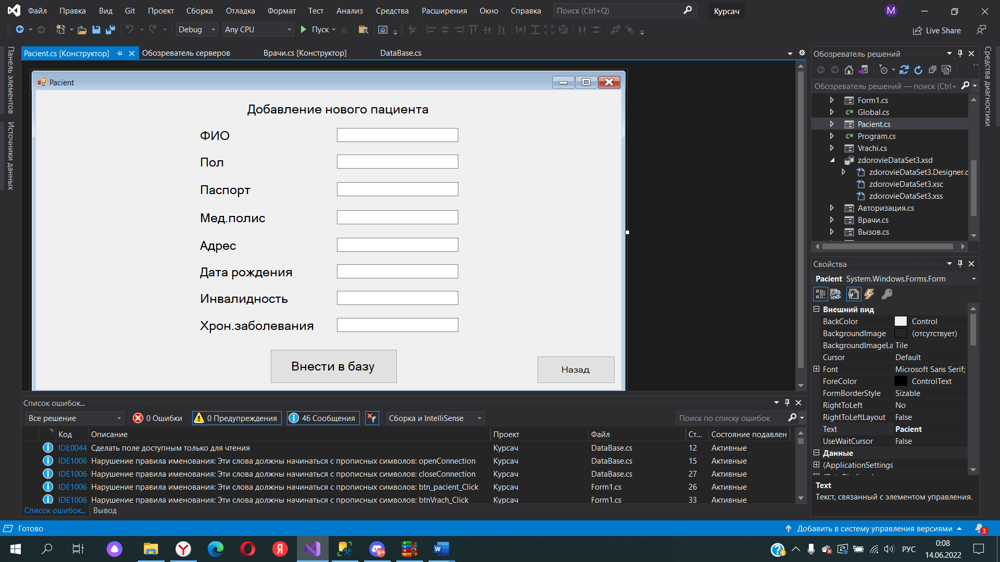 Файл Правка Вид Git Проект Сборка Отладка Формат Тест Анализ Средства Расширения Окно Справка Поиск (Ctrl+Q) Курсач M
Debug Any CPU Пуск Live Share
Панель элементов
Источники данных
Pacient.cs [Конструктор] Обозреватель серверов Врачи.cs [Конструктор] DataBase.cs
Pacient
Добавление нового пациента
ФИО
Пол
Паспорт
Мед.полис
Адрес
Дата рождения
Инвалидность
Хрон.заболевания
Внести в базу
Назад
Обозреватель решений
Обозреватель решений — поиск (Ctrl+
Form1.cs
Global.cs
Pacient.cs
Program.cs
Vrachi.cs
zdorovieDataSet3.xsd
zdorovieDataSet3.Designer.c
zdorovieDataSet3.xsc
zdorovieDataSet3.xss
Авторизация.cs
Врачи.cs
Вызов.cs
Средства диагностики
Свойства
Pacient System.Windows.Forms.Form
Внешний вид
BackColor Control
BackgroundImage (отсутствует)
BackgroundImageLa Tile
Cursor Default
Font Microsoft Sans Serif;
ForeColor ControlText
FormBorderStyle Sizable
RightToLeft No
RightToLeftLayout False
Text Pacient
UseWaitCursor False
Данные
(ApplicationSettings
Text
Текст, связанный с элементом управления.
Список ошибок...
Все решение 0 Ошибки 0 Предупреждения 46 Сообщения Сборка и IntelliSense Поиск по списку ошибок
Код Описание Проект Файл Ст... Состояние подавлен
IDE0044 Сделать поле доступным только для чтения Курсач DataBase.cs 12 Активные
IDE1006 Нарушение правила именования: Эти слова должны начинаться с прописных символов: openConnection Курсач DataBase.cs 15 Активные
IDE1006 Нарушение правила именования: Эти слова должны начинаться с прописных символов: closeConnection Курсач DataBase.cs 27 Активные
IDE1006 Нарушение правила именования: Эти слова должны начинаться с прописных символов: btn_pacient_Click Курсач Form1.cs 26 Активные
IDE1006 Нарушение правила именования: Эти слова должны начинаться с прописных символов: btnVrach_Click Курсач Form1.cs 33 Активные
Список ошибок... Вывод
Готово Добавить в систему управления версиями 3
9+ РУС 0:08
14.06.2022